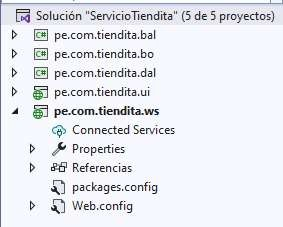 Solución "ServicioTiendita" (5 de 5 proyectos)
C# pe.com.tiendita.bal
C# pe.com.tiendita.bo
C# pe.com.tiendita.dal
pe.com.tiendita.ui
pe.com.tiendita.ws
Connected Services
Properties
Referencias
packages.config
Web.config